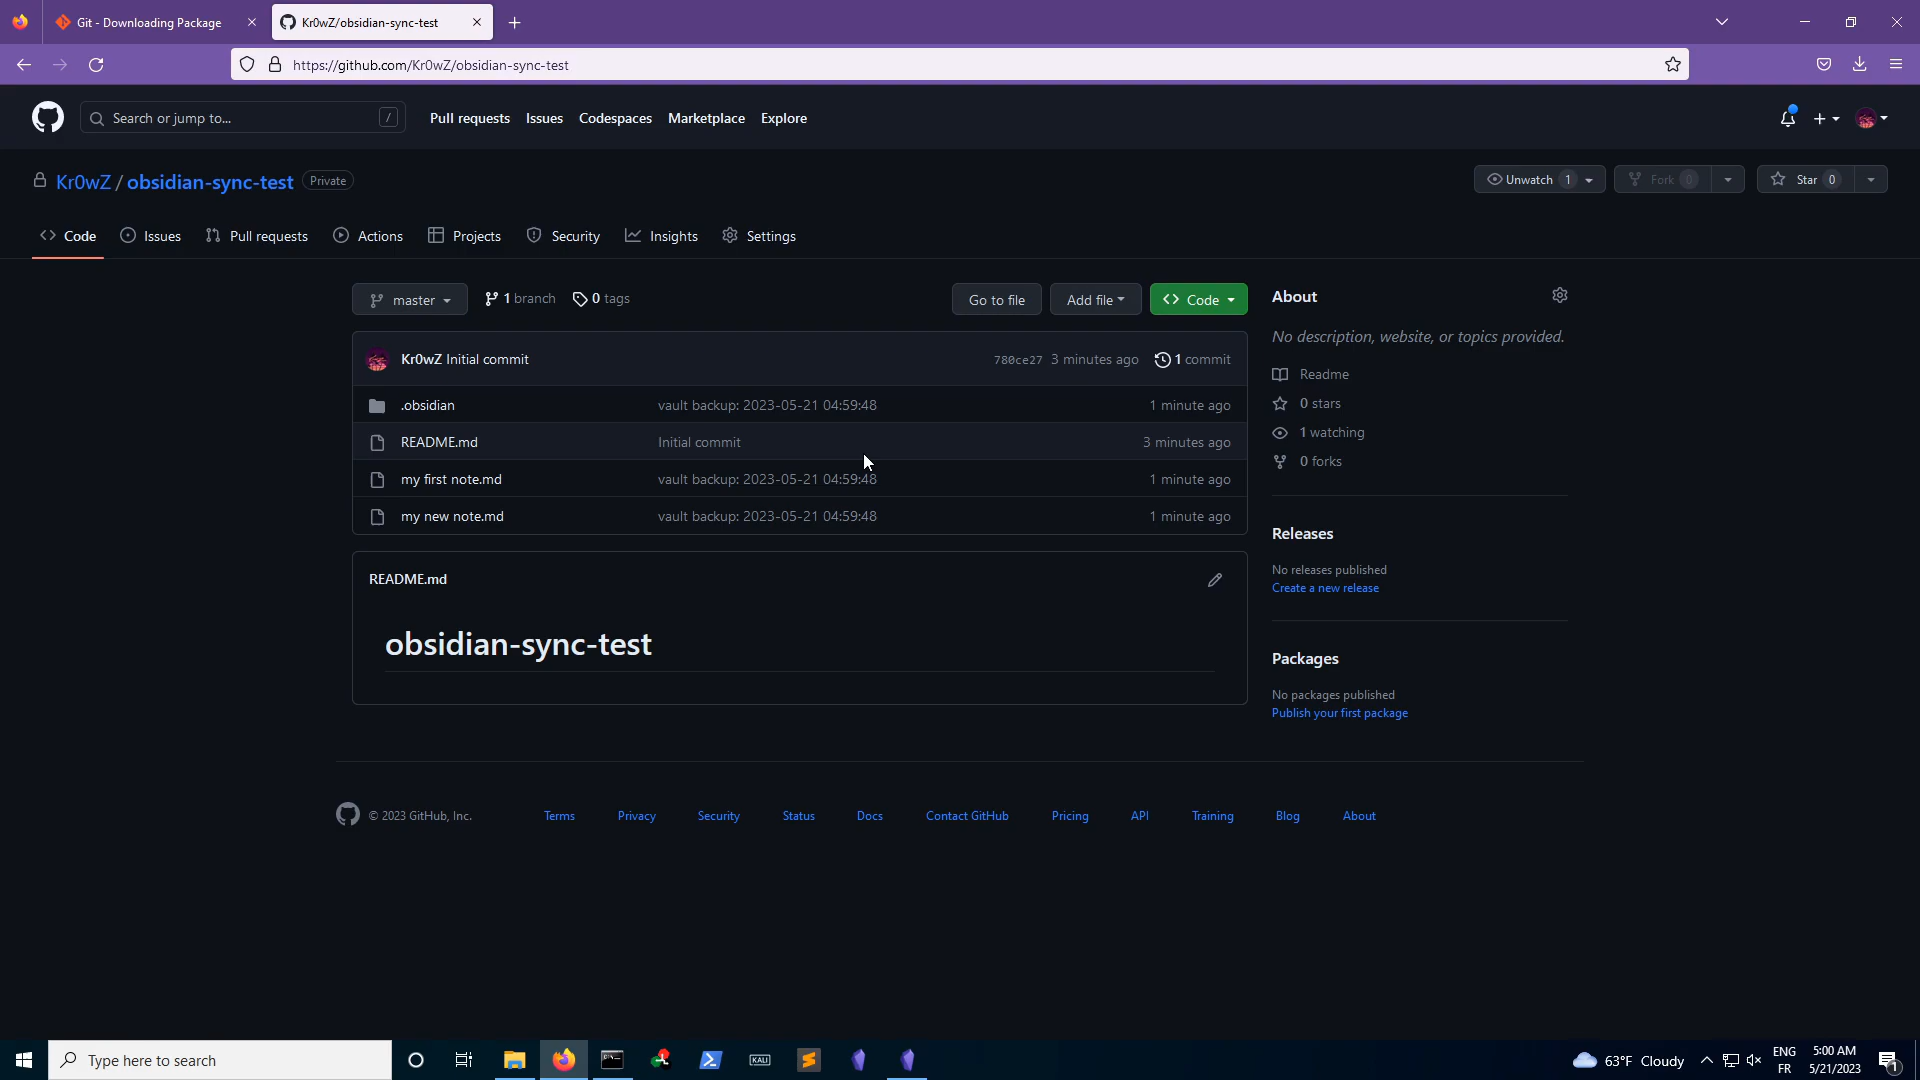 Git - Downloading Package
Kr0wZ/obsidian-sync-test
https://github.com/Kr0wZ/obsidian-sync-test
Search or jump to... /
Pull requests Issues Codespaces Marketplace Explore
Kr0wZ / obsidian-sync-test Private
Unwatch 1 Fork 0 Star 0
Code Issues Pull requests Actions Projects Security Insights Settings
master 1 branch 0 tags Go to file Add file Code
Kr0wZ Initial commit 780ce27 3 minutes ago 1 commit
.obsidian vault backup: 2023-05-21 04:59:48 1 minute ago
README.md Initial commit 3 minutes ago
my first note.md vault backup: 2023-05-21 04:59:48 1 minute ago
my new note.md vault backup: 2023-05-21 04:59:48 1 minute ago
README.md
obsidian-sync-test
About
No description, website, or topics provided.
Readme
0 stars
1 watching
0 forks
Releases
No releases published
Create a new release
Packages
No packages published
Publish your first package
© 2023 GitHub, Inc. Terms Privacy Security Status Docs Contact GitHub Pricing API Training Blog About
Type here to search
KALI
63°F Cloudy
ENG
FR
5:00 AM
5/21/2023
1